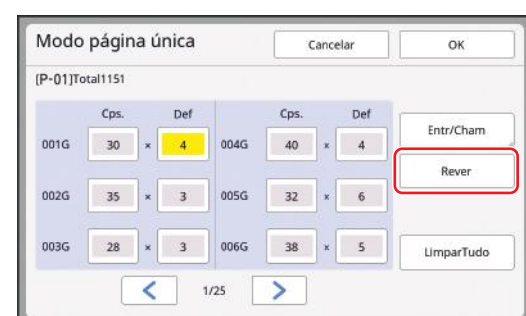 Modo página única
Cancelar
OK
[P-01]Total1151
Cps. Def Cps. Def
001G 30 × 4 004G 40 × 4
Entr/Cham
Rever
002G 35 × 3 005G 32 × 6
003G 28 × 3 006G 38 × 5
LimparTudo
< 1/25 >